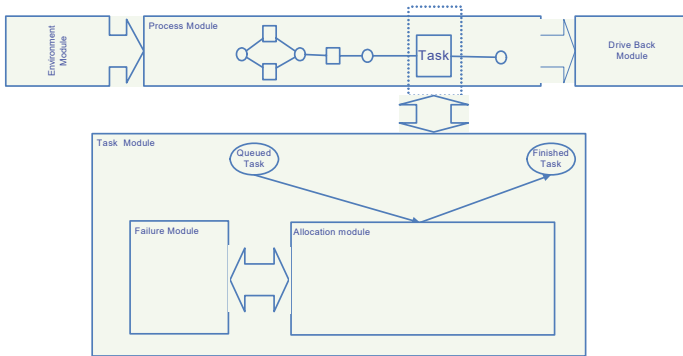 Environment
Module
Process Module
Task
Drive Back
Module
Task Module
Queued
Task
Finished
Task
Failure Module
Allocation module